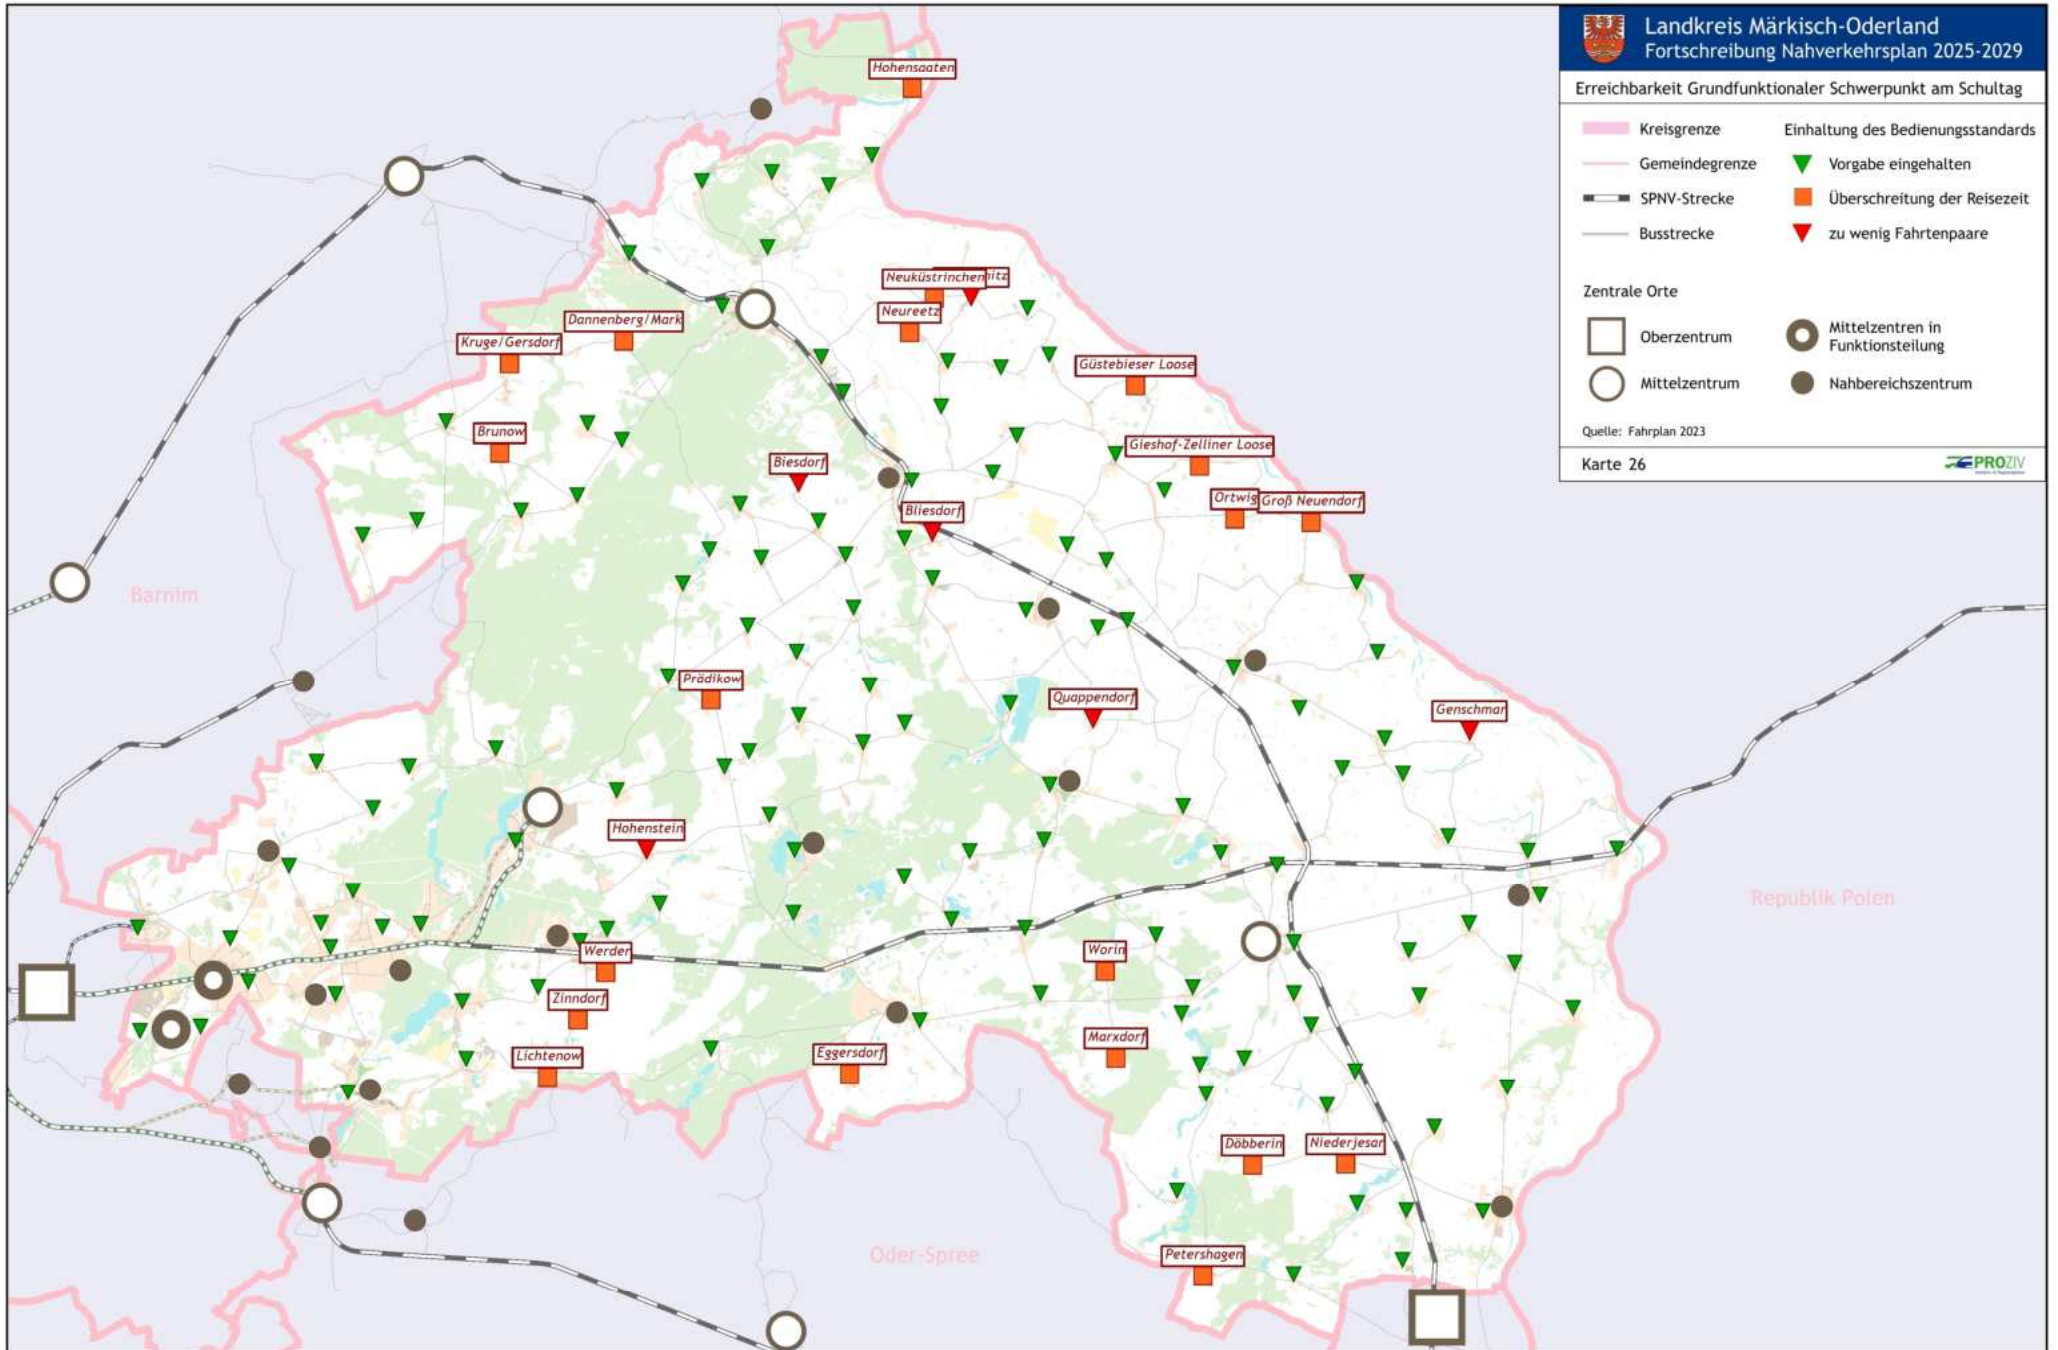 Landkreis Märkisch-Oderland
Fortschreibung Nahverkehrsplan 2025-2029
Erreichbarkeit Grundfunktionaler Schwerpunkt am Schultag
Kreisgrenze
Gemeindegrenze
SPNV-Strecke
Busstrecke
Einhaltung des Bedienungsstandards
Vorgabe eingehalten
Überschreitung der Reisezeit
zu wenig Fahrtenpaare
Zentrale Orte
Oberzentrum
Mittelzentrum
Mittelzentren in
Funktionsteilung
Nahbereichszentrum
Quelle: Fahrplan 2023
Karte 26
PROZIV
Hohensaaten
Neuküstrinchen
Neureetz
Dannenberg/Mark
Kruge/Gersdorf
Güstebieser Loose
Brunow
Gieshof-Zelliner Loose
Biesdorf
Ortwig
Groß Neuendorf
Bliesdorf
Barnim
Prädikow
Quappendorf
Genschmar
Hohenstein
Republik Polen
Werder
Worin
Zinndorf
Marxdorf
Lichtenow
Eggersdorf
Döbberin
Niederjesar
Oder-Spree
Petershagen